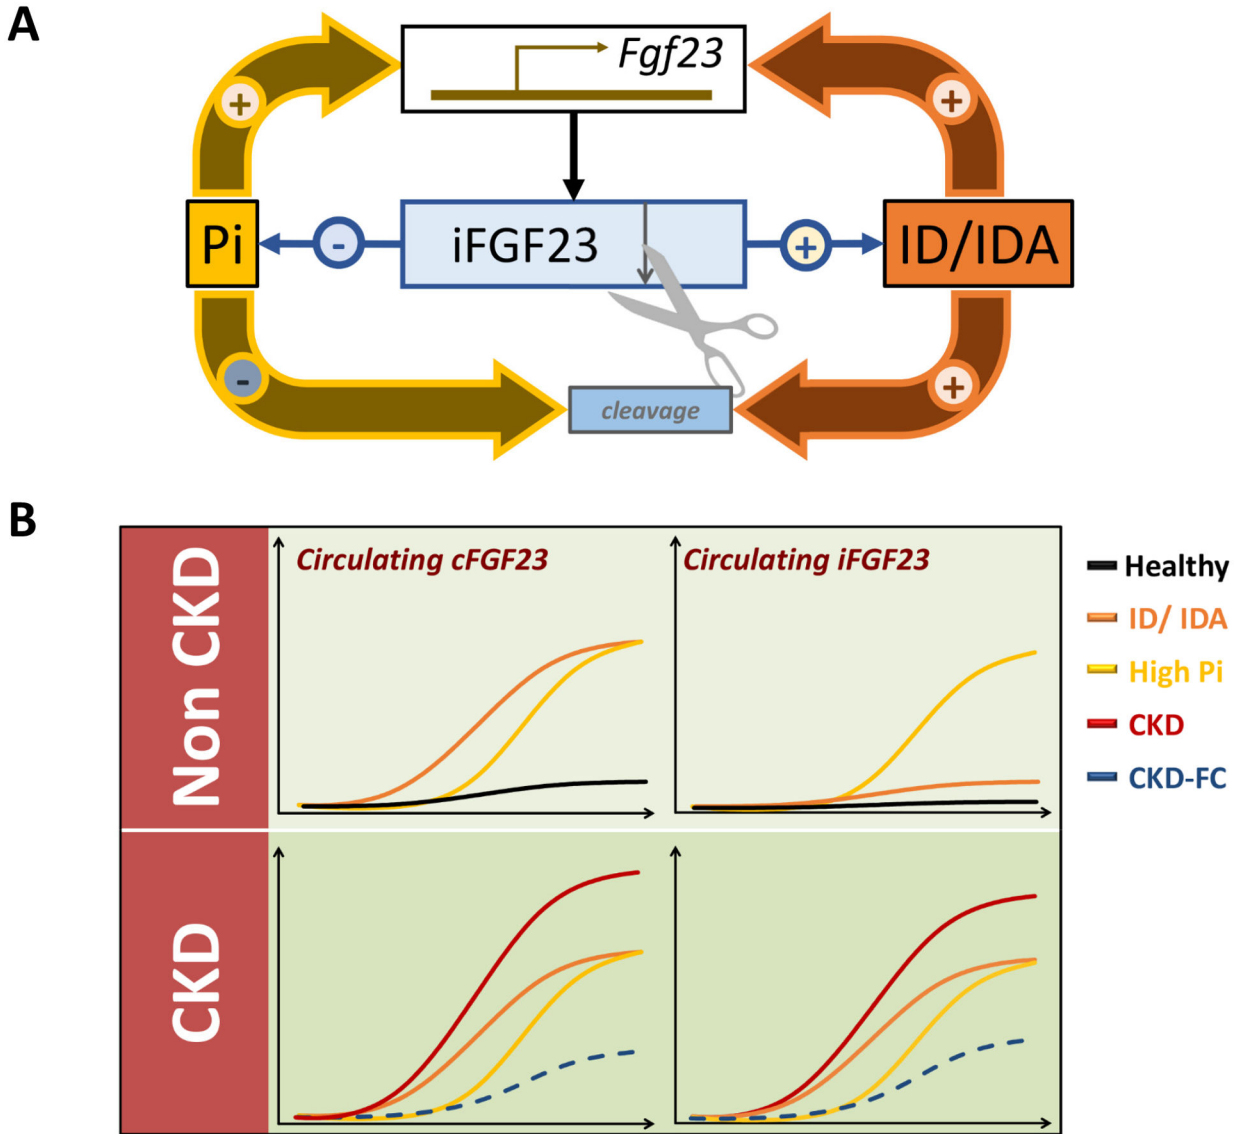 A
Fgf23
+
+
Pi
-
iFGF23
+
ID/IDA
-
+
cleavage
B
Non CKD
Circulating cFGF23
Circulating iFGF23
Healthy
ID/ IDA
High Pi
CKD
CKD-FC
CKD